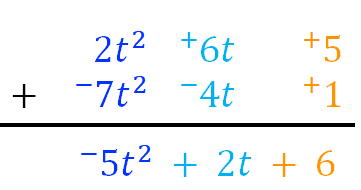 2t² ⁺6t ⁺5
+ ⁻7t² ⁻4t ⁺1
⁻5t² + 2t + 6